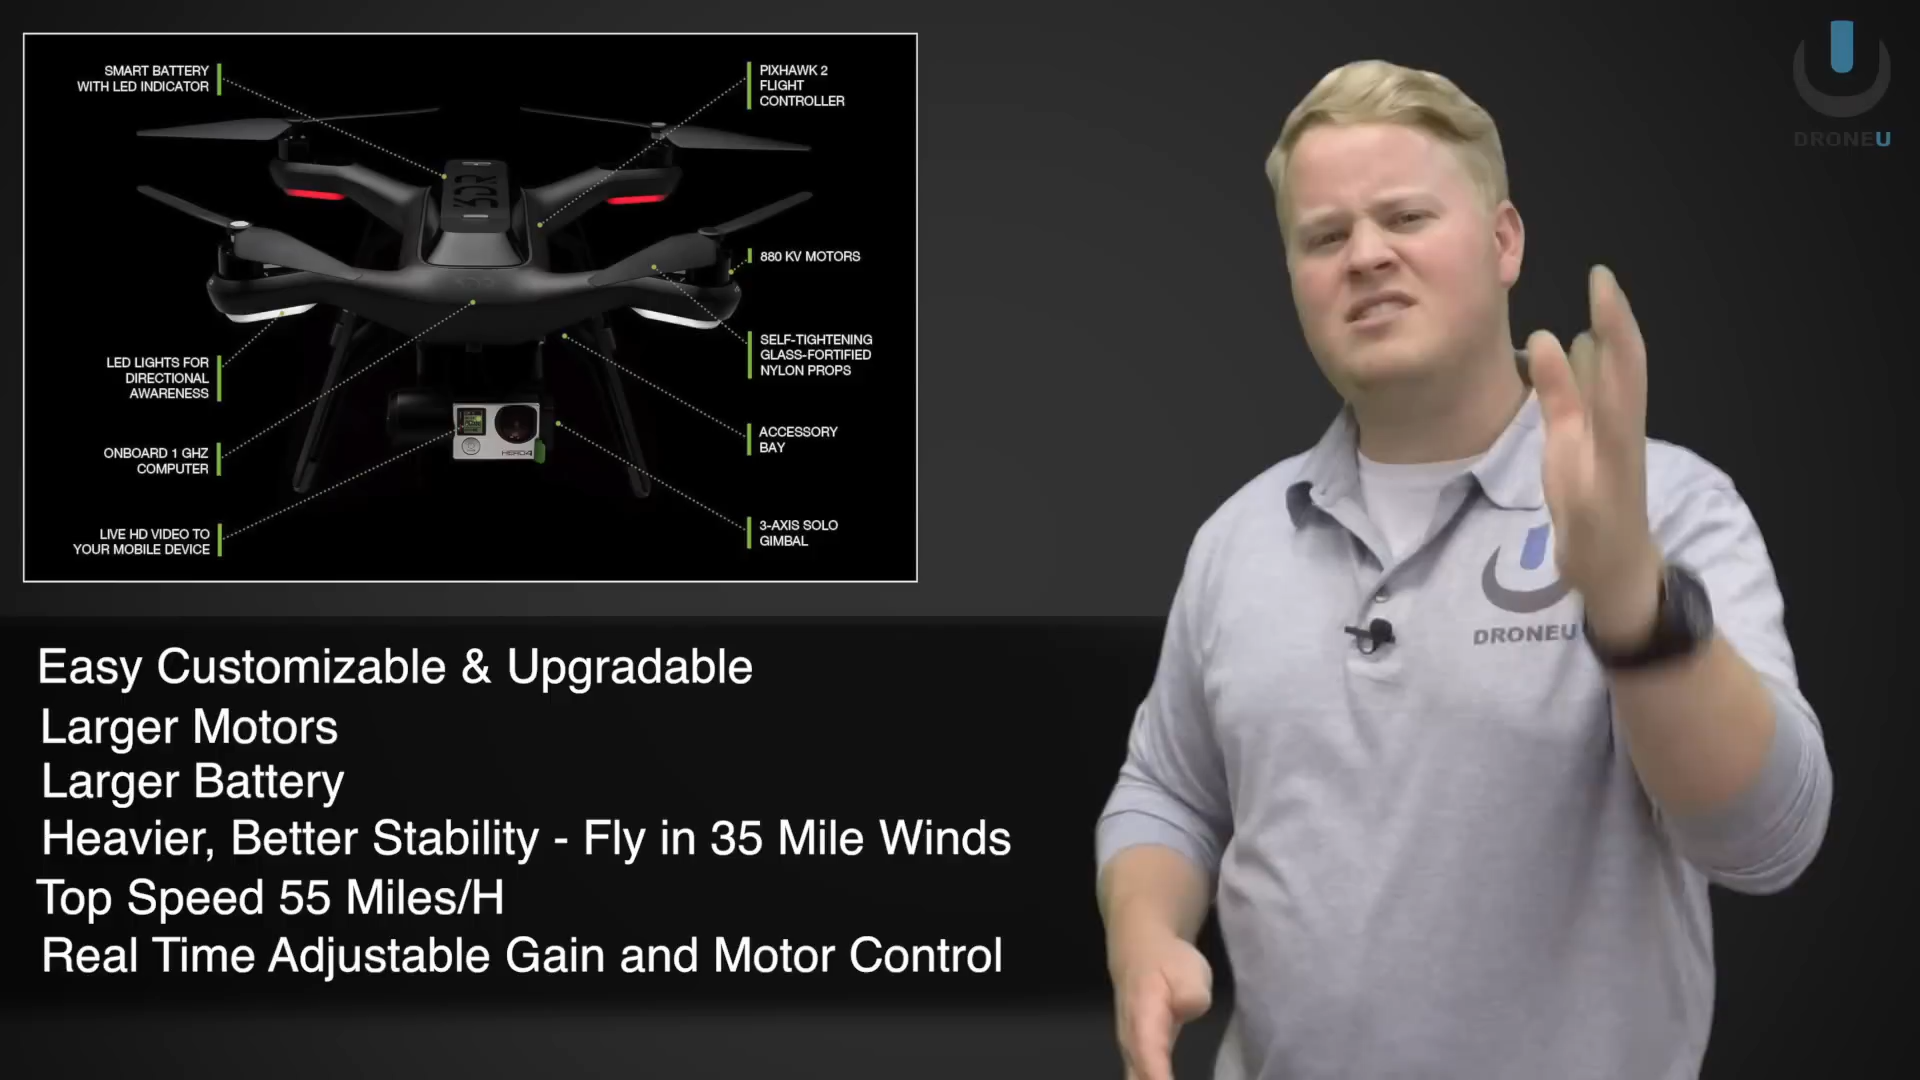 SMART BATTERY
WITH LED INDICATOR
PIXHAWK 2
FLIGHT
CONTROLLER
3DR
880 KV MOTORS
SELF-TIGHTENING
GLASS-FORTIFIED
NYLON PROPS
LED LIGHTS FOR
DIRECTIONAL
AWARENESS
ACCESSORY
BAY
ONBOARD 1 GHZ
COMPUTER
HERO4
LIVE HD VIDEO TO
YOUR MOBILE DEVICE
3-AXIS SOLO
GIMBAL
Easy Customizable & Upgradable
Larger Motors
Larger Battery
Heavier, Better Stability - Fly in 35 Mile Winds
Top Speed 55 Miles/H
Real Time Adjustable Gain and Motor Control
DRONEU
DRONEU